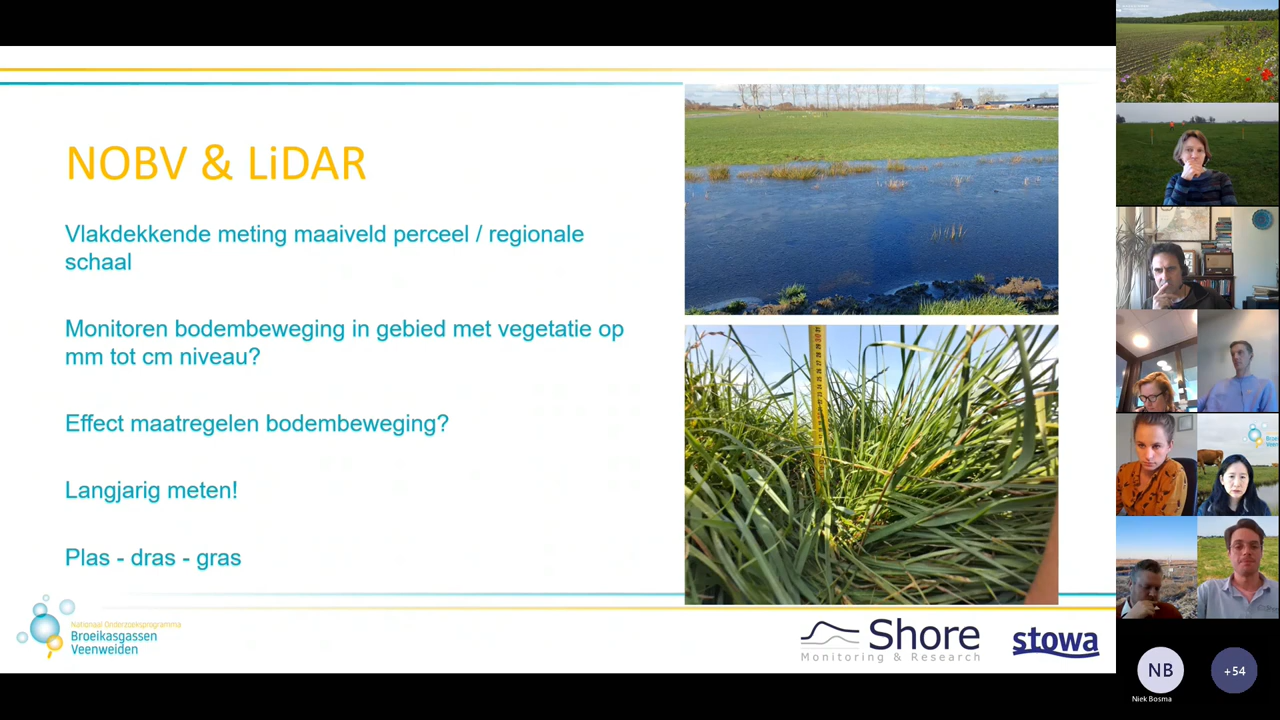 NOBV & LiDAR
Vlakdekkende meting maaiveld perceel / regionale
schaal
Monitoren bodembeweging in gebied met vegetatie op
mm tot cm niveau?
Effect maatregelen bodembeweging?
Langjarig meten!
Plas - dras - gras
Nationaal Onderzoeksprogramma
Broeikasgassen
Veenweiden
Shore
Monitoring & Research
stowa
NB
+54
Niek Bosma